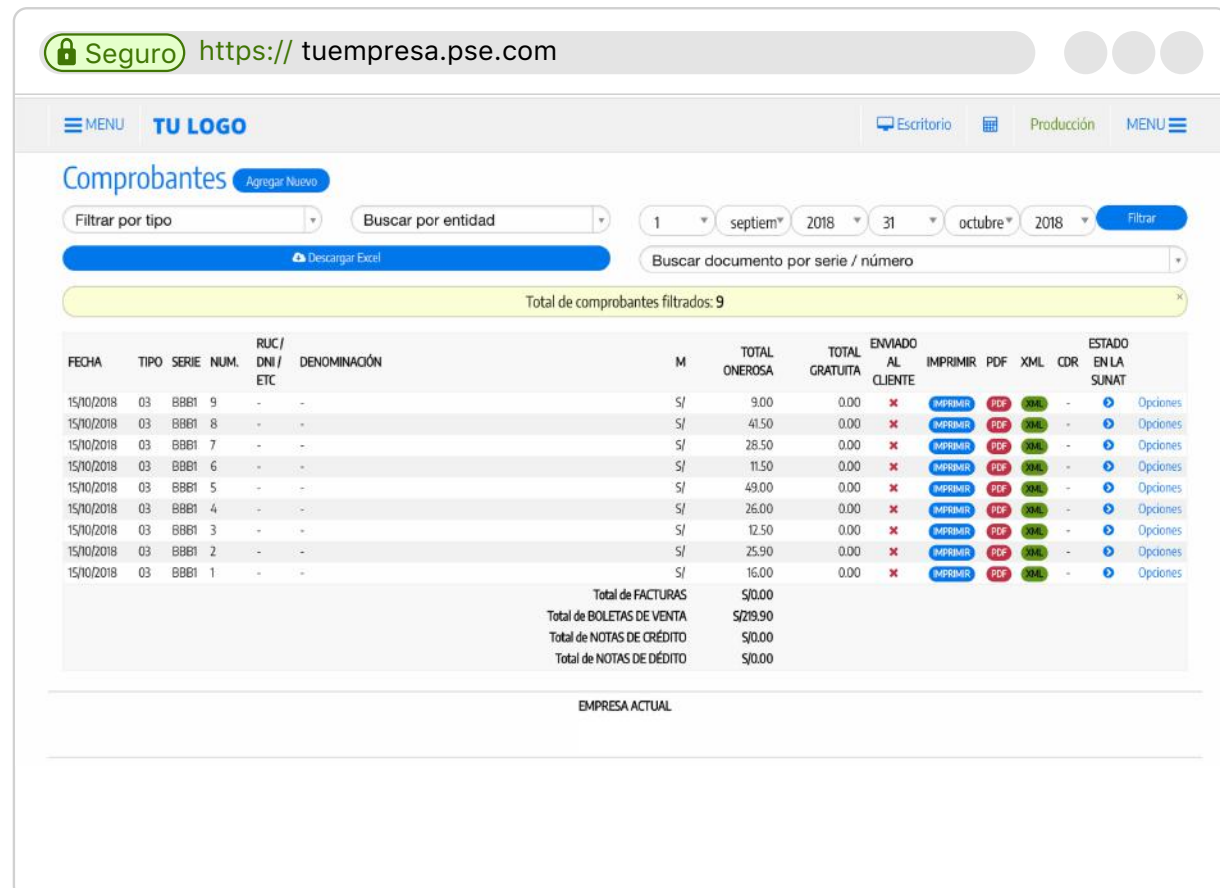 Seguro https:// tuempresa.pse.com
MENU TU LOGO Escritorio Producción MENU
Comprobantes Agregar Nuevo
Filtrar por tipo Buscar por entidad 1 septiem 2018 31 octubre 2018 Filtrar
Descargar Excel Buscar documento por serie / número
Total de comprobantes filtrados: 9 ×
FECHA TIPO SERIE NUM. RUC / DNI / ETC DENOMINACIÓN M TOTAL ONEROSA TOTAL GRATUITA ENVIADO AL CLIENTE IMPRIMIR PDF XML CDR ESTADO EN LA SUNAT
15/10/2018 03 BBB1 9 - - S/ 9.00 0.00 IMPRIMIR PDF XML - Opciones
15/10/2018 03 BBB1 8 - - S/ 41.50 0.00 IMPRIMIR PDF XML - Opciones
15/10/2018 03 BBB1 7 - - S/ 28.50 0.00 IMPRIMIR PDF XML - Opciones
15/10/2018 03 BBB1 6 - - S/ 11.50 0.00 IMPRIMIR PDF XML - Opciones
15/10/2018 03 BBB1 5 - - S/ 49.00 0.00 IMPRIMIR PDF XML - Opciones
15/10/2018 03 BBB1 4 - - S/ 26.00 0.00 IMPRIMIR PDF XML - Opciones
15/10/2018 03 BBB1 3 - - S/ 12.50 0.00 IMPRIMIR PDF XML - Opciones
15/10/2018 03 BBB1 2 - - S/ 25.90 0.00 IMPRIMIR PDF XML - Opciones
15/10/2018 03 BBB1 1 - - S/ 16.00 0.00 IMPRIMIR PDF XML - Opciones
Total de FACTURAS S/0.00
Total de BOLETAS DE VENTA S/219.90
Total de NOTAS DE CRÉDITO S/0.00
Total de NOTAS DE DÉDITO S/0.00
EMPRESA ACTUAL